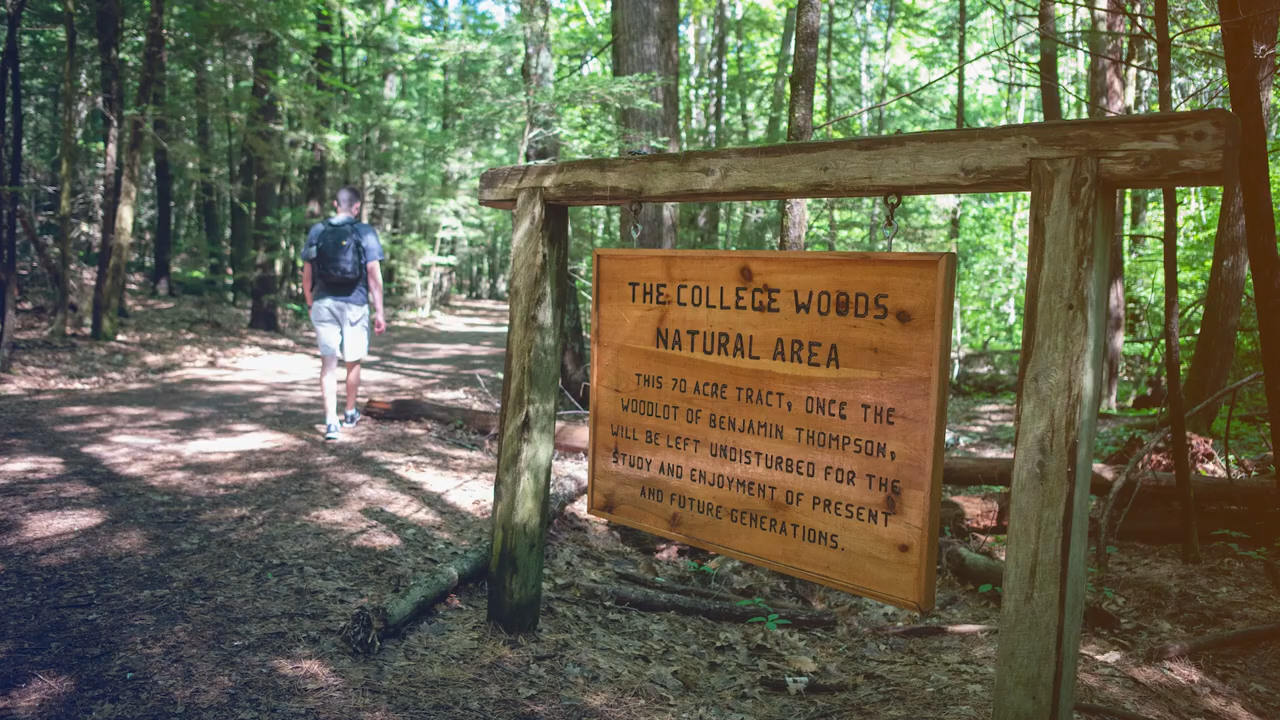 THE COLLEGE WOODS
NATURAL AREA
THIS 70 ACRE TRACT, ONCE THE
WOODLOT OF BENJAMIN THOMPSON,
WILL BE LEFT UNDISTURBED FOR THE
STUDY AND ENJOYMENT OF PRESENT
AND FUTURE GENERATIONS.